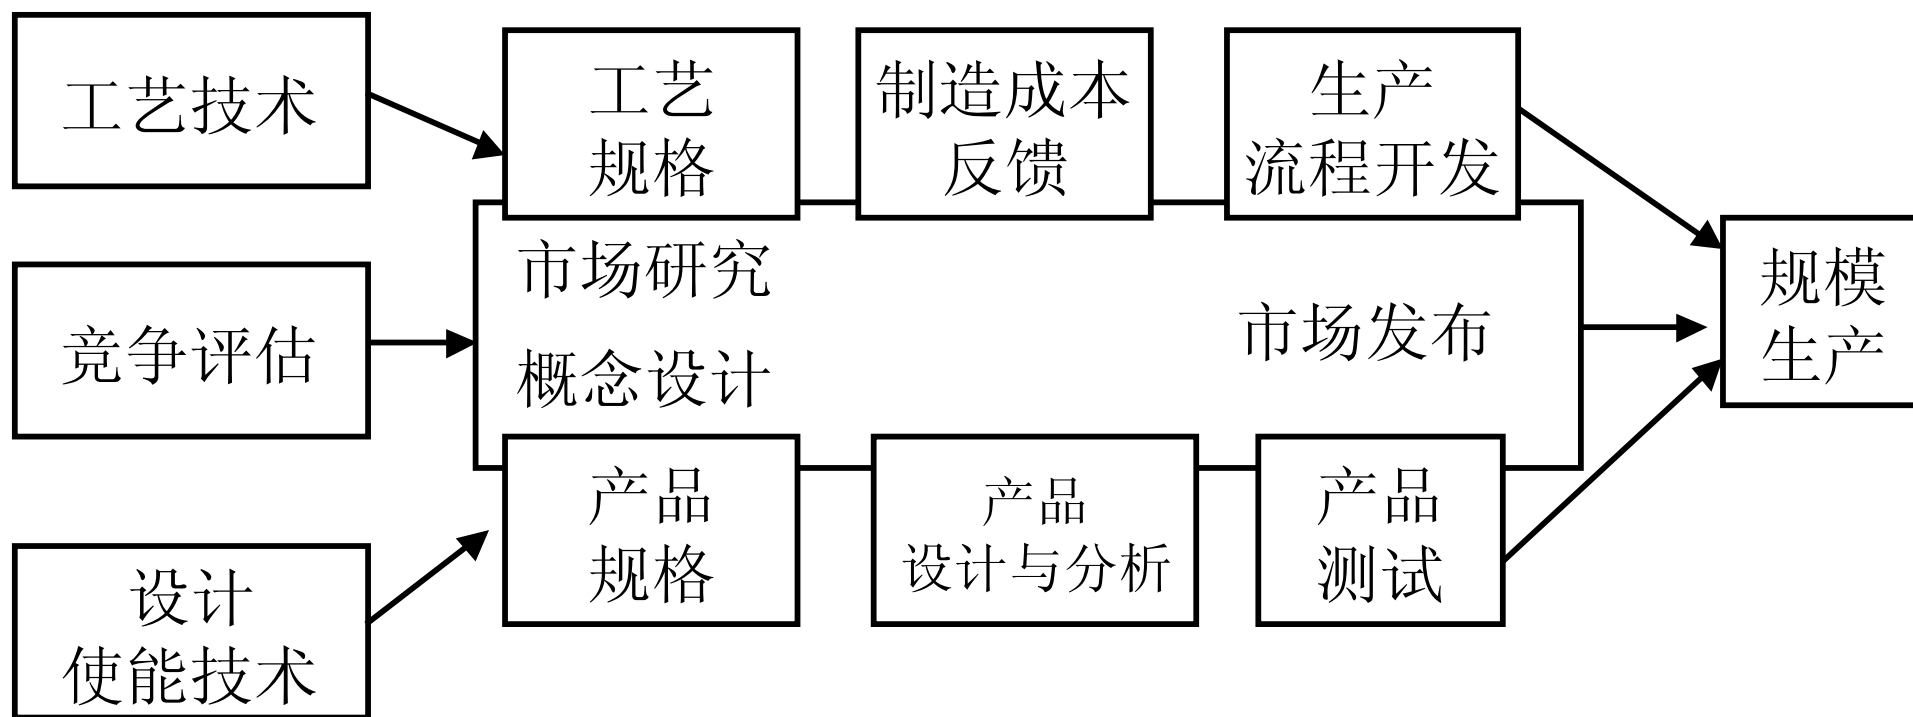 工艺技术
工艺
规格
制造成本
反馈
生产
流程开发
市场研究
竞争评估
概念设计
市场发布
规模
生产
产品
规格
产品
设计与分析
产品
测试
设计
使能技术